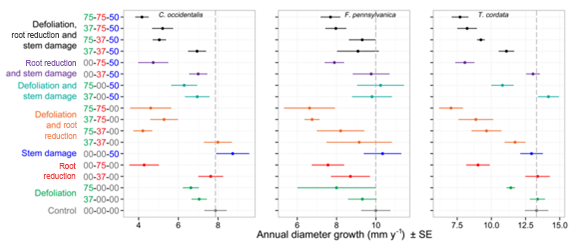 C. occidentalis
F. pennsylvanica
T. cordata
Defoliation,
root reduction and
stem damage
75-75-50
37-75-50
75-37-50
37-37-50
Root reduction
and stem damage
00-75-50
00-37-50
Defoliation and
stem damage
75-00-50
37-00-50
Defoliation
and root
reduction
75-75-00
37-75-00
75-37-00
37-37-00
Stem damage
00-00-50
Root
reduction
00-75-00
00-37-00
Defoliation
75-00-00
37-00-00
Control
00-00-00
4 6 8
6 8 10
7.5 10.0 12.5 15.0
Annual diameter growth (mm y⁻¹) ± SE